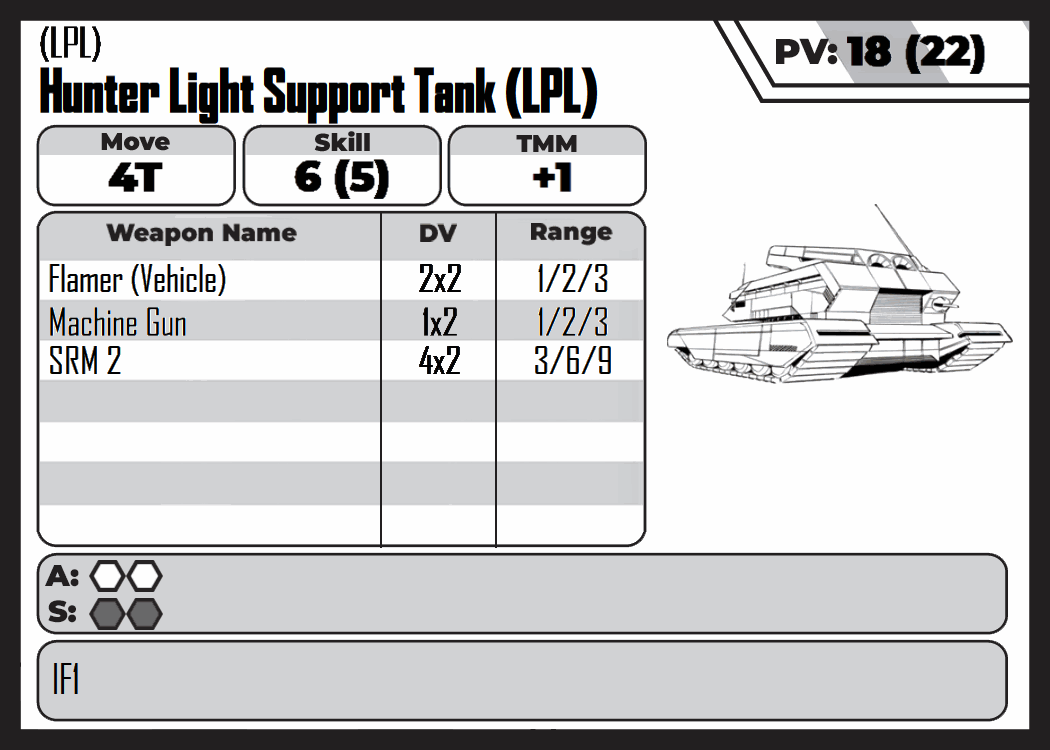 (LPL)
Hunter Light Support Tank (LPL)
PV: 18 (22)
Move Skill TMM
4T 6 (5) +1
Weapon Name DV Range
Flamer (Vehicle) 2x2 1/2/3
Machine Gun 1x2 1/2/3
SRM 2 4x2 3/6/9
A:
S:
IF1